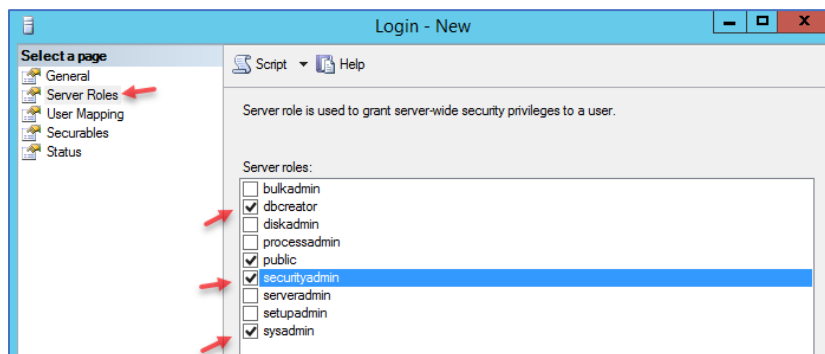 Login - New
Select a page
General
Server Roles
User Mapping
Securables
Status
Script Help
Server role is used to grant server-wide security privileges to a user.
Server roles:
bulkadmin
dbcreator
diskadmin
processadmin
public
securityadmin
serveradmin
setupadmin
sysadmin